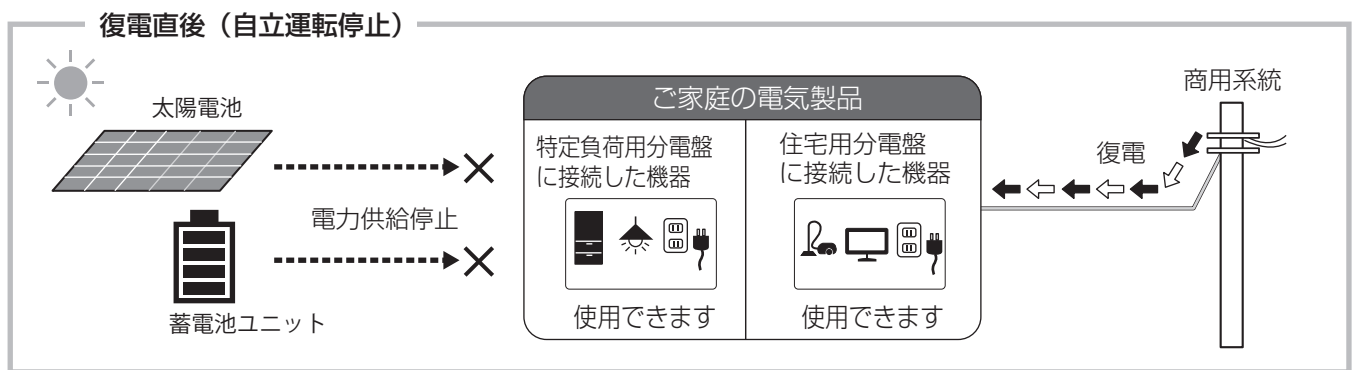 復電直後（自立運転停止）
太陽電池
電力供給停止
蓄電池ユニット
ご家庭の電気製品
特定負荷用分電盤
に接続した機器
使用できます
住宅用分電盤
に接続した機器
使用できます
復電
商用系統